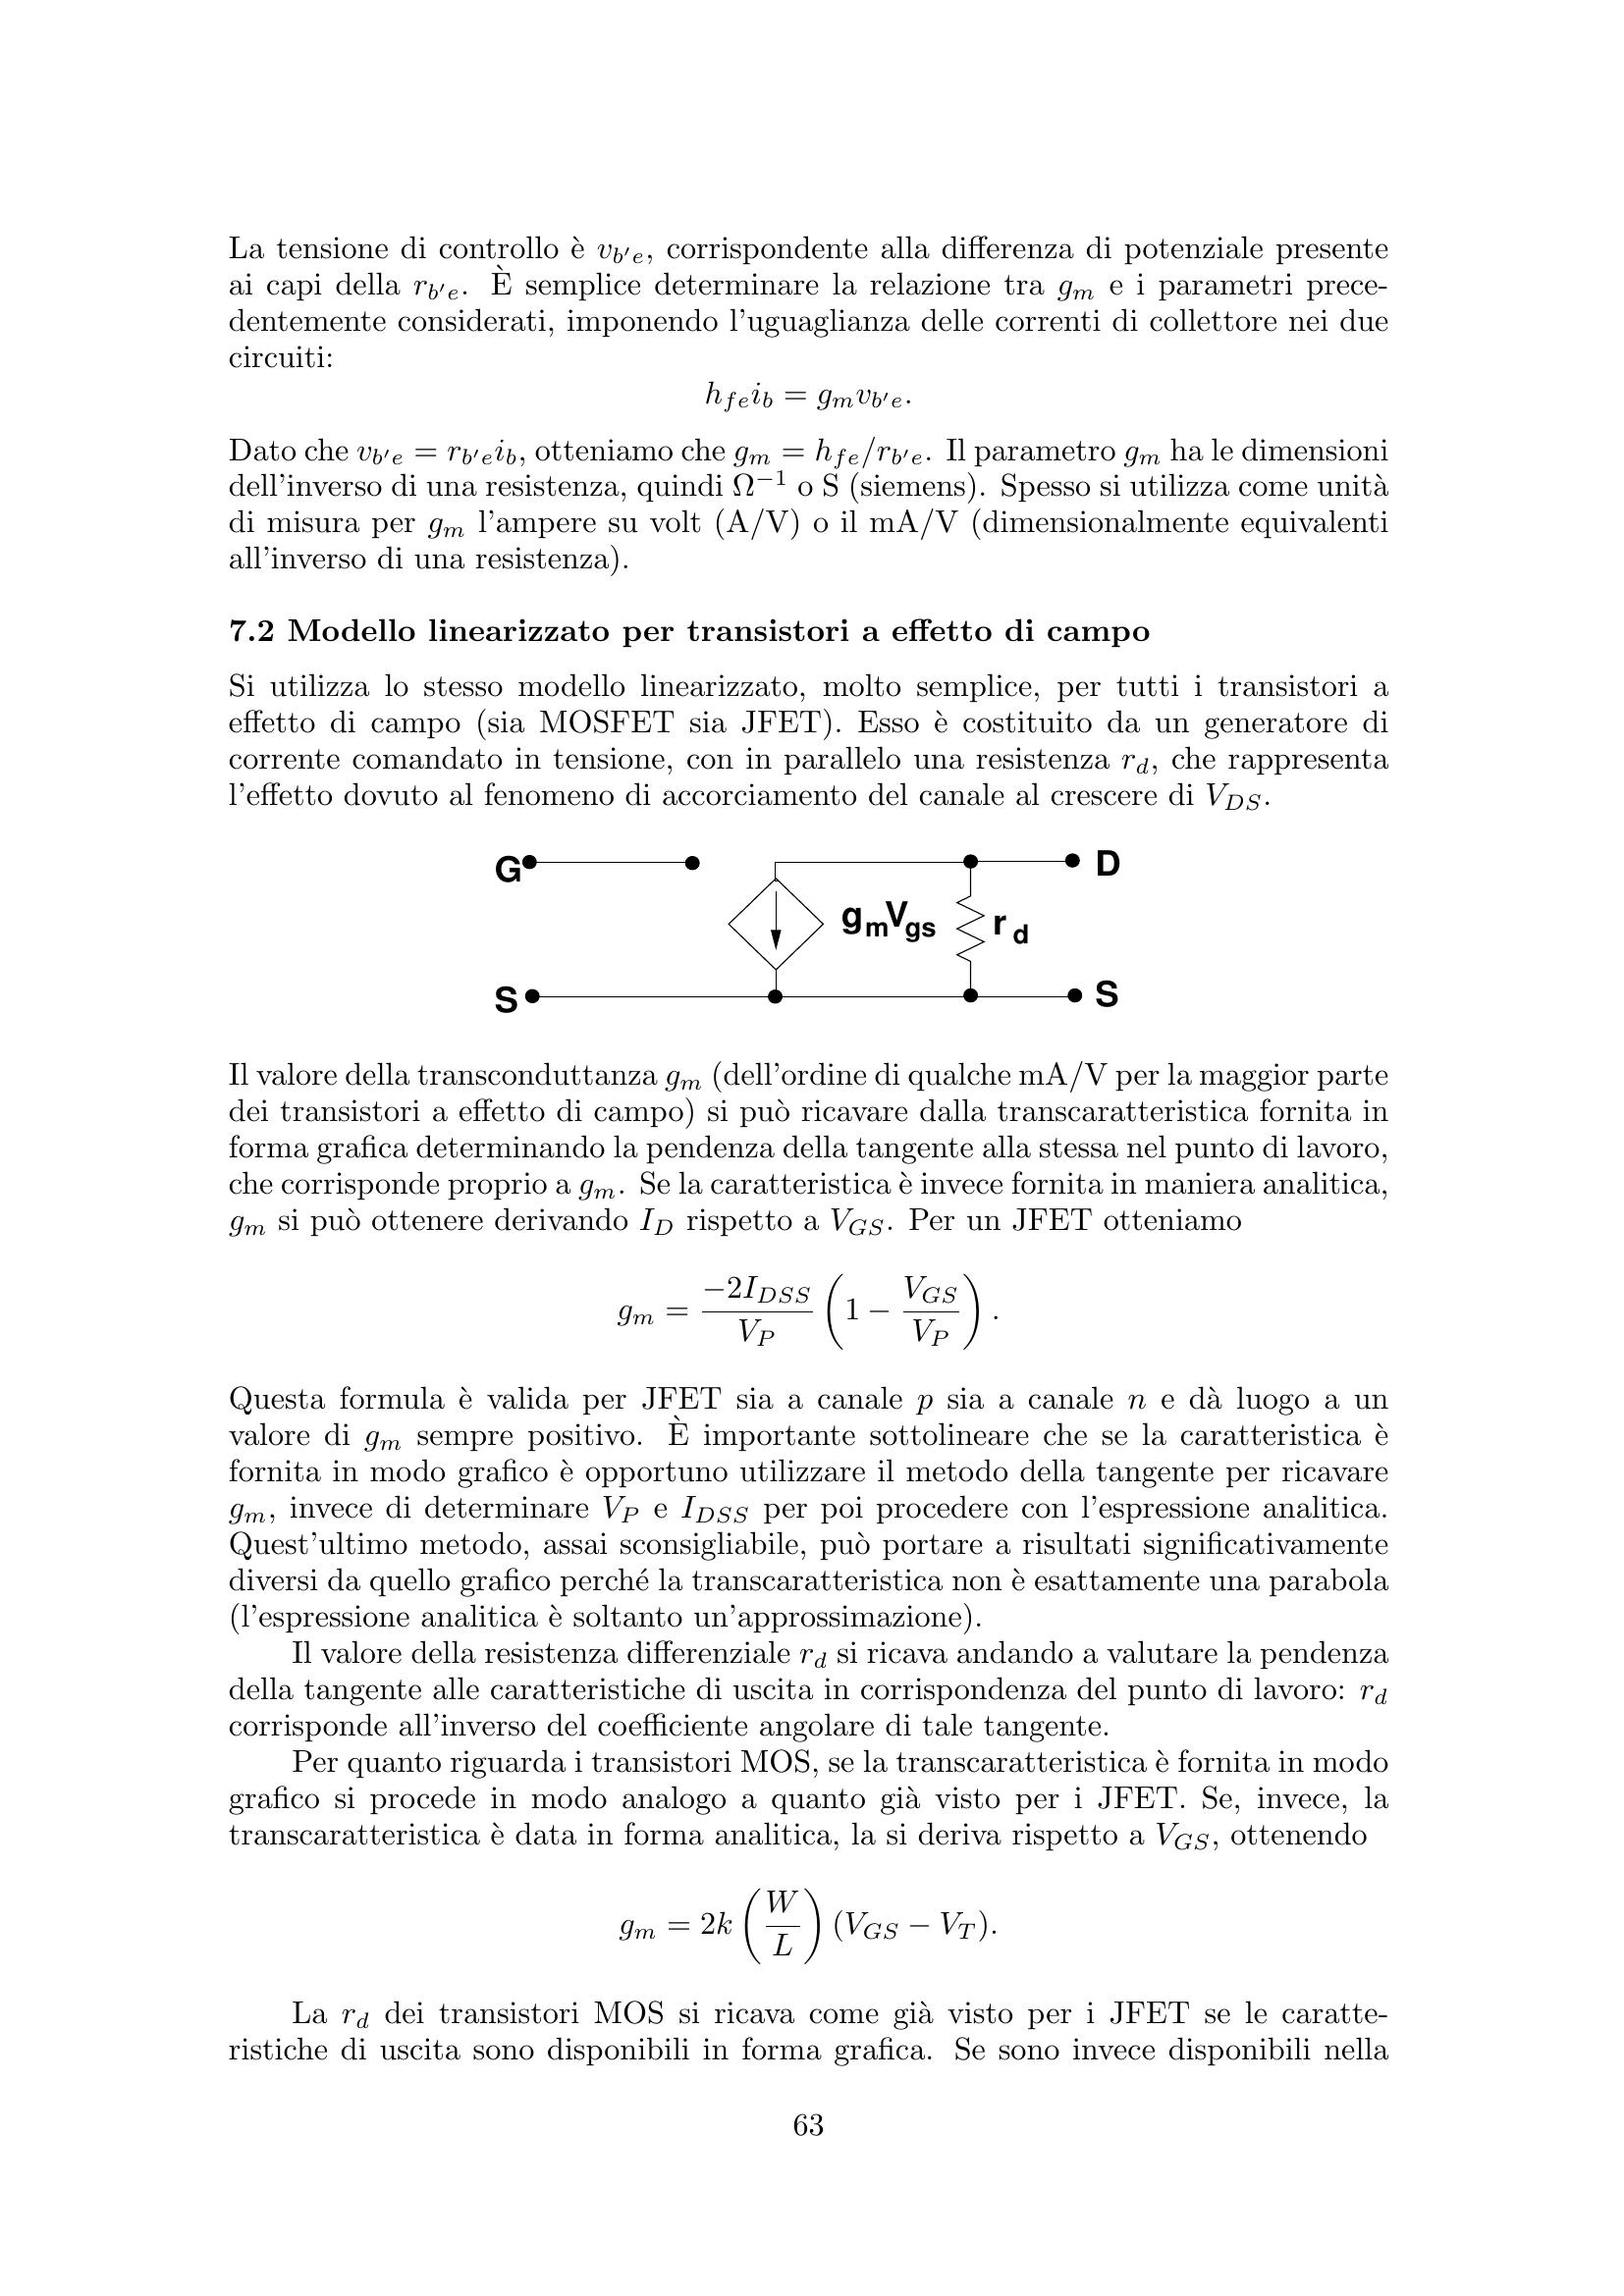 La tensione di controllo è v_{b′e}, corrispondente alla differenza di potenziale presente
ai capi della r_{b′e}. È semplice determinare la relazione tra g_m e i parametri prece-
dentemente considerati, imponendo l'uguaglianza delle correnti di collettore nei due
circuiti:
h_{fe}i_b = g_m v_{b′e}.
Dato che v_{b′e} = r_{b′e}i_b, otteniamo che g_m = h_{fe}/r_{b′e}. Il parametro g_m ha le dimensioni
dell'inverso di una resistenza, quindi Ω^{−1} o S (siemens). Spesso si utilizza come unità
di misura per g_m l'ampere su volt (A/V) o il mA/V (dimensionalmente equivalenti
all'inverso di una resistenza).
7.2 Modello linearizzato per transistori a effetto di campo
Si utilizza lo stesso modello linearizzato, molto semplice, per tutti i transistori a
effetto di campo (sia MOSFET sia JFET). Esso è costituito da un generatore di
corrente comandato in tensione, con in parallelo una resistenza r_d, che rappresenta
l'effetto dovuto al fenomeno di accorciamento del canale al crescere di V_{DS}.
G D
g_m V_{gs} r_d
S S
Il valore della transconduttanza g_m (dell'ordine di qualche mA/V per la maggior parte
dei transistori a effetto di campo) si può ricavare dalla transcaratteristica fornita in
forma grafica determinando la pendenza della tangente alla stessa nel punto di lavoro,
che corrisponde proprio a g_m. Se la caratteristica è invece fornita in maniera analitica,
g_m si può ottenere derivando I_D rispetto a V_{GS}. Per un JFET otteniamo
g_m = \frac{−2I_{DSS}}{V_P} (1 − \frac{V_{GS}}{V_P}).
Questa formula è valida per JFET sia a canale p sia a canale n e dà luogo a un
valore di g_m sempre positivo. È importante sottolineare che se la caratteristica è
fornita in modo grafico è opportuno utilizzare il metodo della tangente per ricavare
g_m, invece di determinare V_P e I_{DSS} per poi procedere con l'espressione analitica.
Quest'ultimo metodo, assai sconsigliabile, può portare a risultati significativamente
diversi da quello grafico perché la transcaratteristica non è esattamente una parabola
(l'espressione analitica è soltanto un'approssimazione).
Il valore della resistenza differenziale r_d si ricava andando a valutare la pendenza
della tangente alle caratteristiche di uscita in corrispondenza del punto di lavoro: r_d
corrisponde all'inverso del coefficiente angolare di tale tangente.
Per quanto riguarda i transistori MOS, se la transcaratteristica è fornita in modo
grafico si procede in modo analogo a quanto già visto per i JFET. Se, invece, la
transcaratteristica è data in forma analitica, la si deriva rispetto a V_{GS}, ottenendo
g_m = 2k (\frac{W}{L}) (V_{GS} − V_T).
La r_d dei transistori MOS si ricava come già visto per i JFET se le caratte-
ristiche di uscita sono disponibili in forma grafica. Se sono invece disponibili nella
63